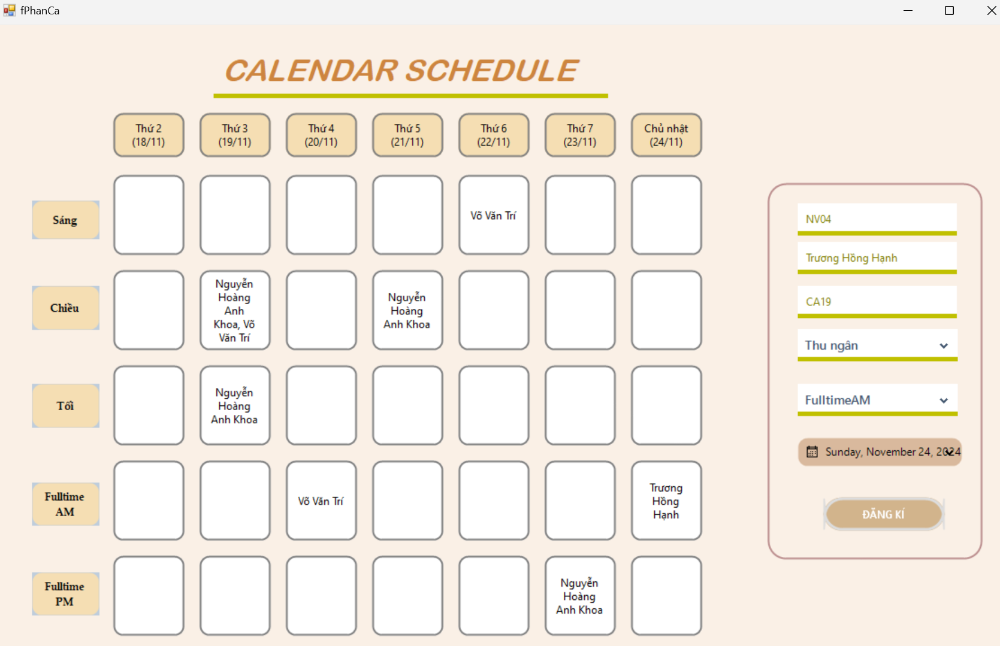 fPhanCa
CALENDAR SCHEDULE
Thứ 2
(18/11)
Thứ 3
(19/11)
Thứ 4
(20/11)
Thứ 5
(21/11)
Thứ 6
(22/11)
Thứ 7
(23/11)
Chủ nhật
(24/11)
Sáng
Võ Văn Trí
Chiều
Nguyễn
Hoàng
Anh
Khoa, Võ
Văn Trí
Nguyễn
Hoàng
Anh Khoa
Tối
Nguyễn
Hoàng
Anh Khoa
Fulltime
AM
Võ Văn Trí
Trương
Hồng
Hạnh
Fulltime
PM
Nguyễn
Hoàng
Anh Khoa
NV04
Trương Hồng Hạnh
CA19
Thu ngân
FulltimeAM
Sunday, November 24, 2024
ĐĂNG KÍ